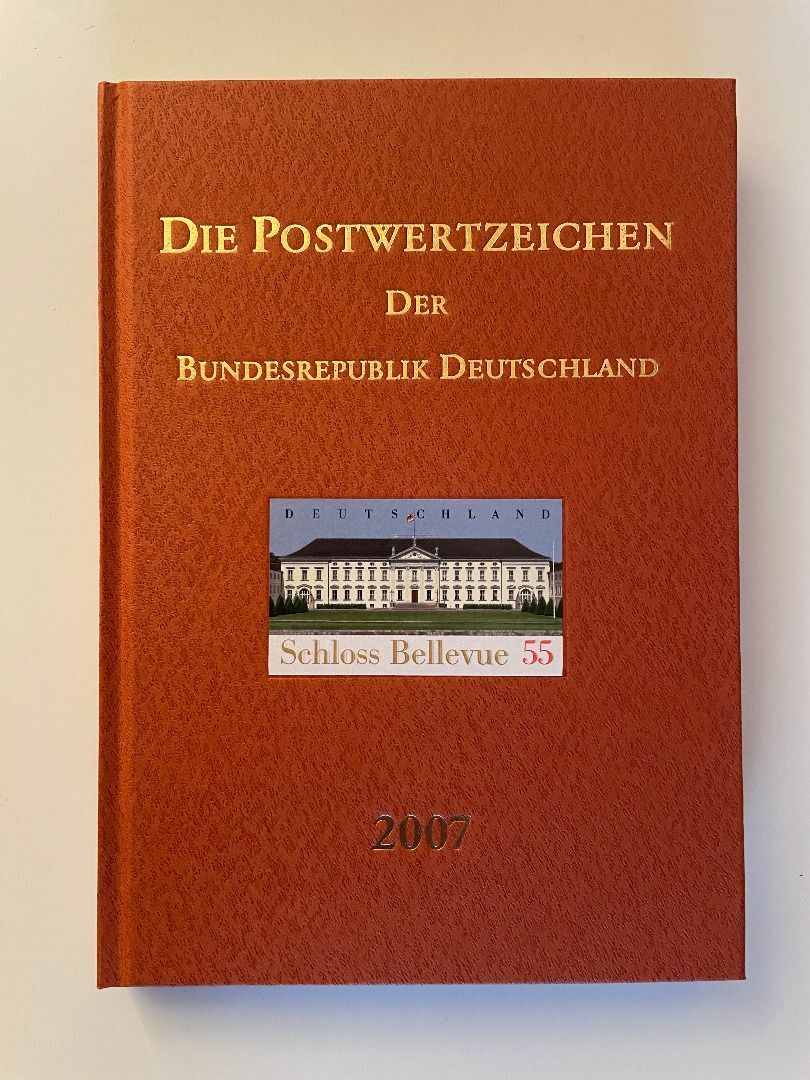 DIE POSTWERTZEICHEN
DER
BUNDESREPUBLIK DEUTSCHLAND
DEUTSCHLAND
Schloss Bellevue 55
2007